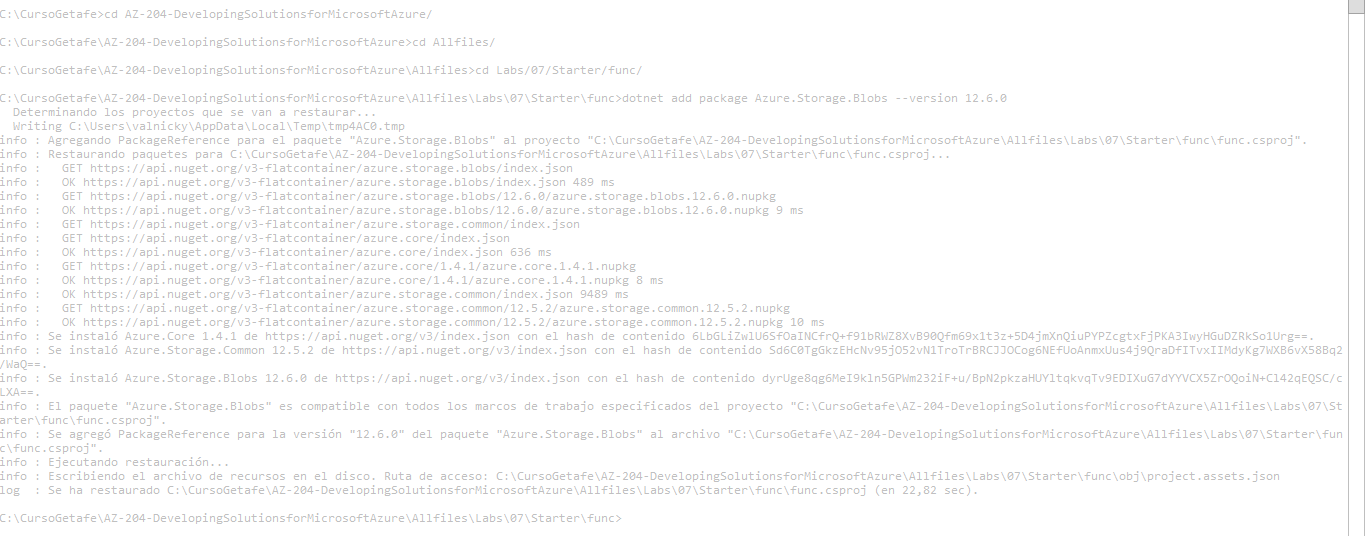 C:\CursoGetafe>cd AZ-204-DevelopingSolutionsforMicrosoftAzure/
C:\CursoGetafe\AZ-204-DevelopingSolutionsforMicrosoftAzure>cd Allfiles/
C:\CursoGetafe\AZ-204-DevelopingSolutionsforMicrosoftAzure\Allfiles>cd Labs/07/Starter/func/
C:\CursoGetafe\AZ-204-DevelopingSolutionsforMicrosoftAzure\Allfiles\Labs\07\Starter\func>dotnet add package Azure.Storage.Blobs --version 12.6.0
  Determinando los proyectos que se van a restaurar...
  Writing C:\Users\valnicky\AppData\Local\Temp\tmp4AC0.tmp
info : Agregando PackageReference para el paquete "Azure.Storage.Blobs" al proyecto "C:\CursoGetafe\AZ-204-DevelopingSolutionsforMicrosoftAzure\Allfiles\Labs\07\Starter\func\func.csproj".
info : Restaurando paquetes para C:\CursoGetafe\AZ-204-DevelopingSolutionsforMicrosoftAzure\Allfiles\Labs\07\Starter\func\func.csproj...
info :   GET https://api.nuget.org/v3-flatcontainer/azure.storage.blobs/index.json
info :   OK https://api.nuget.org/v3-flatcontainer/azure.storage.blobs/index.json 489 ms
info :   GET https://api.nuget.org/v3-flatcontainer/azure.storage.blobs/12.6.0/azure.storage.blobs.12.6.0.nupkg
info :   OK https://api.nuget.org/v3-flatcontainer/azure.storage.blobs/12.6.0/azure.storage.blobs.12.6.0.nupkg 9 ms
info :   GET https://api.nuget.org/v3-flatcontainer/azure.storage.common/index.json
info :   GET https://api.nuget.org/v3-flatcontainer/azure.core/index.json
info :   OK https://api.nuget.org/v3-flatcontainer/azure.core/index.json 636 ms
info :   GET https://api.nuget.org/v3-flatcontainer/azure.core/1.4.1/azure.core.1.4.1.nupkg
info :   OK https://api.nuget.org/v3-flatcontainer/azure.core/1.4.1/azure.core.1.4.1.nupkg 8 ms
info :   OK https://api.nuget.org/v3-flatcontainer/azure.storage.common/index.json 9489 ms
info :   GET https://api.nuget.org/v3-flatcontainer/azure.storage.common/12.5.2/azure.storage.common.12.5.2.nupkg
info :   OK https://api.nuget.org/v3-flatcontainer/azure.storage.common/12.5.2/azure.storage.common.12.5.2.nupkg 10 ms
info : Se instaló Azure.Core 1.4.1 de https://api.nuget.org/v3/index.json con el hash de contenido
info : Se instaló Azure.Storage.Common 12.5.2 de https://api.nuget.org/v3/index.json con el hash de contenido
/WaQ==.
info : Se instaló Azure.Storage.Blobs 12.6.0 de https://api.nuget.org/v3/index.json con el hash de contenido
LXA==.
info : El paquete "Azure.Storage.Blobs" es compatible con todos los marcos de trabajo especificados del proyecto "C:\CursoGetafe\AZ-204-DevelopingSolutionsforMicrosoftAzure\Allfiles\Labs\07\St
arter\func\func.csproj".
info : Se agregó PackageReference para la versión "12.6.0" del paquete "Azure.Storage.Blobs" al archivo "C:\CursoGetafe\AZ-204-DevelopingSolutionsforMicrosoftAzure\Allfiles\Labs\07\Starter\fun
c\func.csproj".
info : Ejecutando restauración...
info : Escribiendo el archivo de recursos en el disco. Ruta de acceso: C:\CursoGetafe\AZ-204-DevelopingSolutionsforMicrosoftAzure\Allfiles\Labs\07\Starter\func\obj\project.assets.json
log  : Se ha restaurado C:\CursoGetafe\AZ-204-DevelopingSolutionsforMicrosoftAzure\Allfiles\Labs\07\Starter\func\func.csproj (en 22,82 sec).
C:\CursoGetafe\AZ-204-DevelopingSolutionsforMicrosoftAzure\Allfiles\Labs\07\Starter\func>